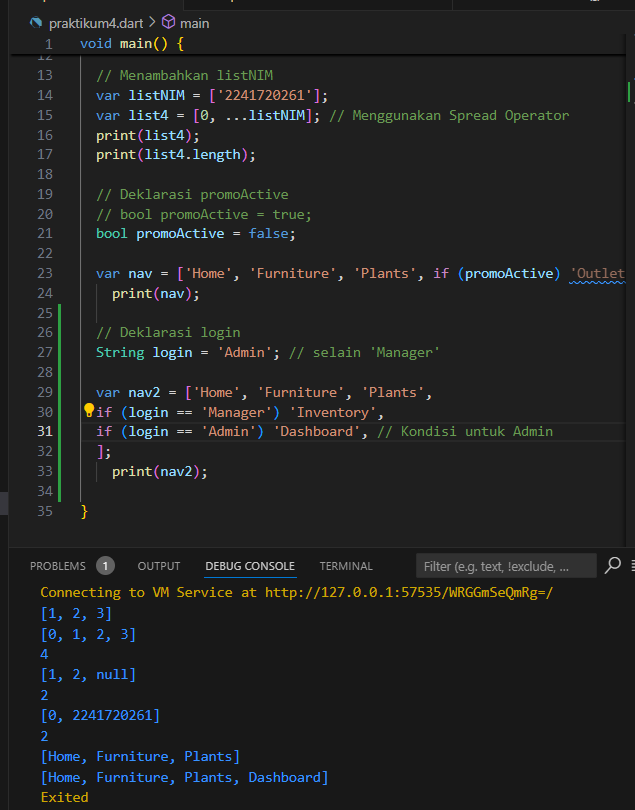 praktikum4.dart > main
1 void main() {
12
13 // Menambahkan listNIM
14 var listNIM = ['2241720261'];
15 var list4 = [0, ...listNIM]; // Menggunakan Spread Operator
16 print(list4);
17 print(list4.length);
18
19 // Deklarasi promoActive
20 // bool promoActive = true;
21 bool promoActive = false;
22
23 var nav = ['Home', 'Furniture', 'Plants', if (promoActive) 'Outlet
24 print(nav);
25
26 // Deklarasi login
27 String login = 'Admin'; // selain 'Manager'
28
29 var nav2 = ['Home', 'Furniture', 'Plants',
30 if (login == 'Manager') 'Inventory',
31 if (login == 'Admin') 'Dashboard', // Kondisi untuk Admin
32 ];
33 print(nav2);
34
35 }
PROBLEMS 1 OUTPUT DEBUG CONSOLE TERMINAL Filter (e.g. text, !exclude, ...
Connecting to VM Service at http://127.0.0.1:57535/WRGGmSeQmRg=/
[1, 2, 3]
[0, 1, 2, 3]
4
[1, 2, null]
2
[0, 2241720261]
2
[Home, Furniture, Plants]
[Home, Furniture, Plants, Dashboard]
Exited